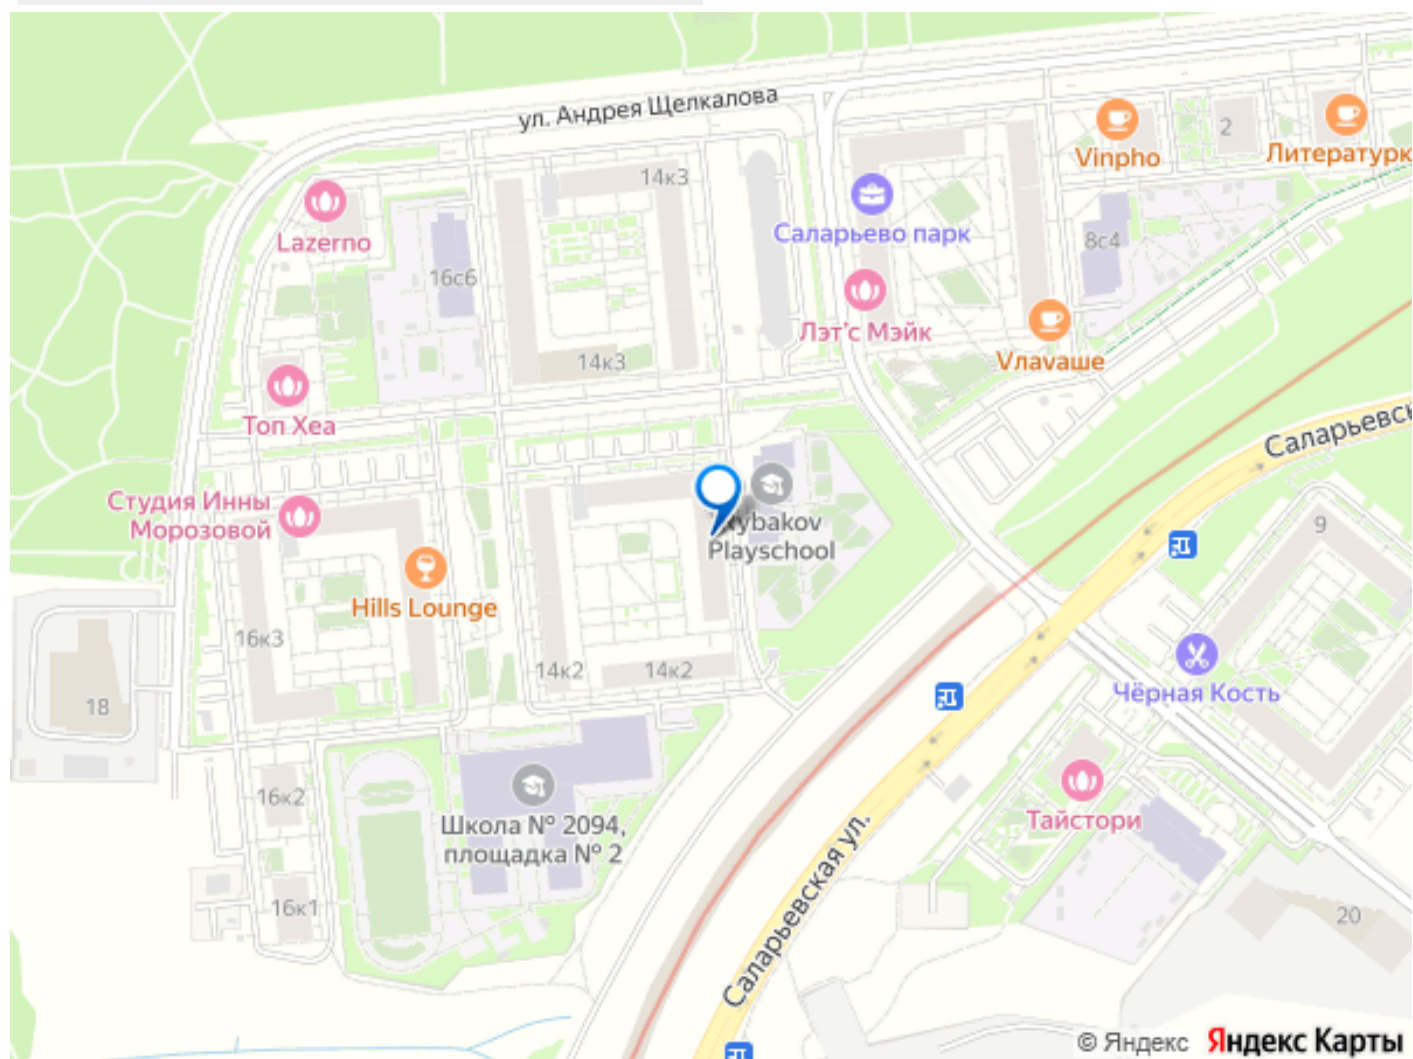 ул. Андрея Щелкалова
14к3
Vinpho
2
Литературк
Lazerno
16с6
Саларьево парк
8с4
Лэт'с Мэйк
Vлаvаше
14к3
Топ Хеа
Саларьевск
Студия Инны
Морозовой
Rybakov
Playschool
9
Hills Lounge
16к3
14к2
14к2
Чёрная Кость
18
16к2
Школа № 2094,
площадка № 2
Тайстори
16к1
Саларьевская ул.
20
© Яндекс Яндекс Карты